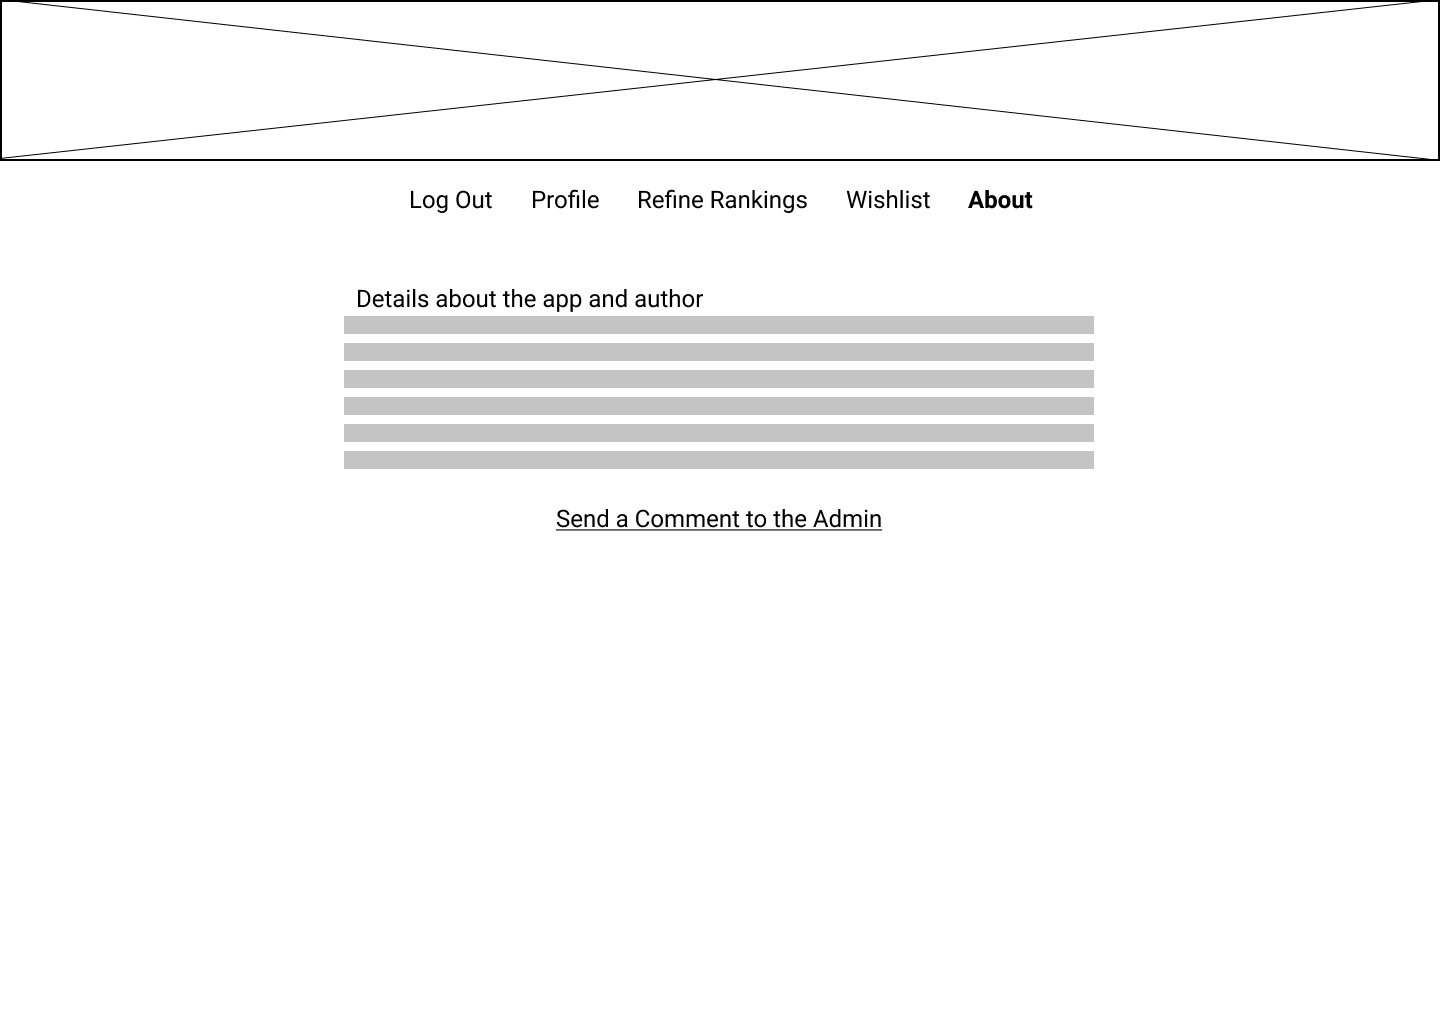 Log Out Profile Refine Rankings Wishlist About
Details about the app and author
Send a Comment to the Admin